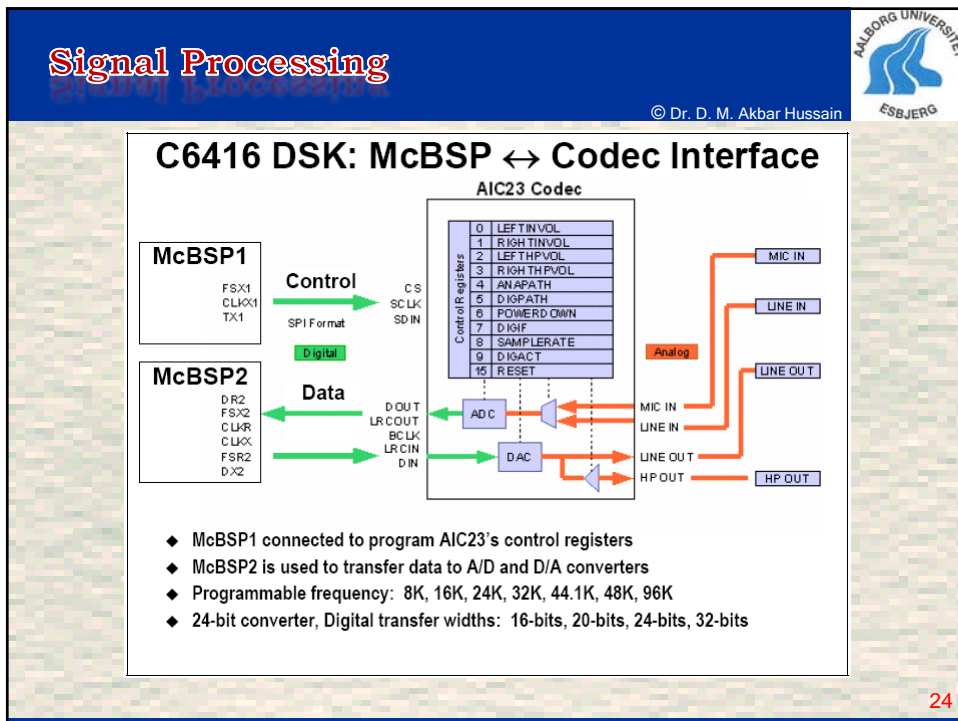 Signal Processing
© Dr. D. M. Akbar Hussain
AALBORG UNIVERSITET
ESBJERG
C6416 DSK: McBSP ↔ Codec Interface
AIC23 Codec
McBSP1
FSX1
CLKX1
TX1
Control
SPI Format
CS
SCLK
SDIN
Digital
Control Registers
0 LEFTINVOL
1 RIGHTINVOL
2 LEFTHPVOL
3 RIGHTHPVOL
4 ANAPATH
5 DIGPATH
6 POWERDOWN
7 DIGIF
8 SAMPLERATE
9 DIGACT
15 RESET
Analog
MIC IN
LINE IN
LINE OUT
HP OUT
McBSP2
DR2
FSX2
CLKR
CLKX
FSR2
DX2
Data
DOUT
LRCOUT
BCLK
LRCIN
DIN
ADC
DAC
MIC IN
LINE IN
LINE OUT
HP OUT
◆ McBSP1 connected to program AIC23's control registers
◆ McBSP2 is used to transfer data to A/D and D/A converters
◆ Programmable frequency: 8K, 16K, 24K, 32K, 44.1K, 48K, 96K
◆ 24-bit converter, Digital transfer widths: 16-bits, 20-bits, 24-bits, 32-bits
24